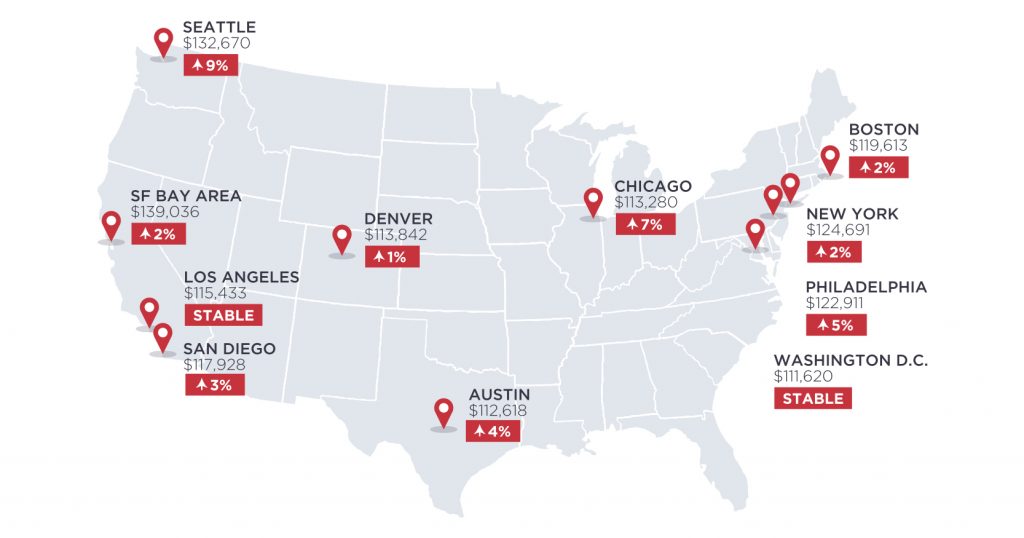 SEATTLE
$132,670
9%
BOSTON
$119,613
2%
SF BAY AREA
$139,036
2%
CHICAGO
$113,280
7%
DENVER
$113,842
1%
NEW YORK
$124,691
2%
LOS ANGELES
$115,433
STABLE
PHILADELPHIA
$122,911
5%
SAN DIEGO
$117,928
3%
WASHINGTON D.C.
$111,620
STABLE
AUSTIN
$112,618
4%